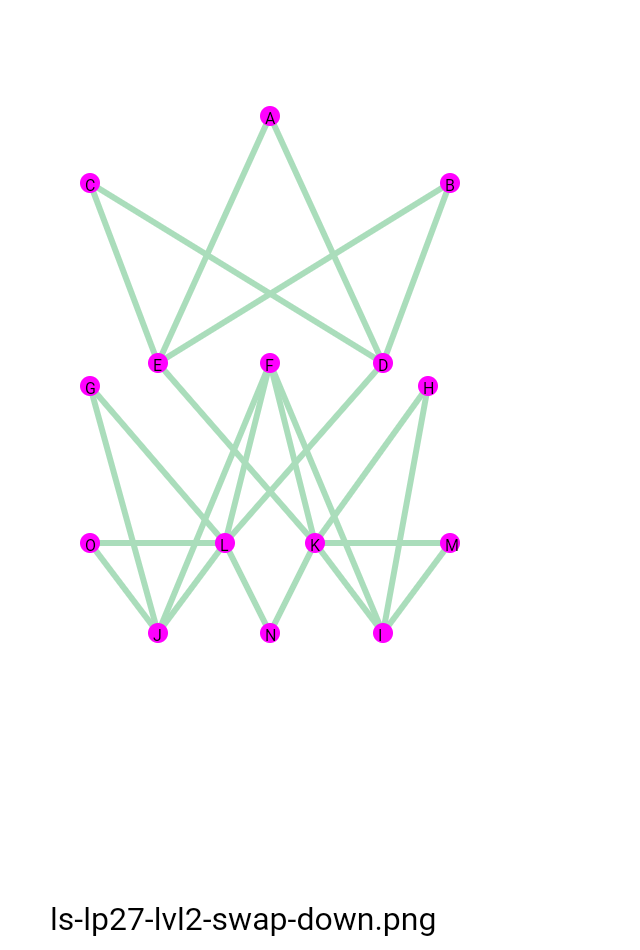 A
C B
E F D
G H
O L K M
J N I
ls-lp27-lvl2-swap-down.png